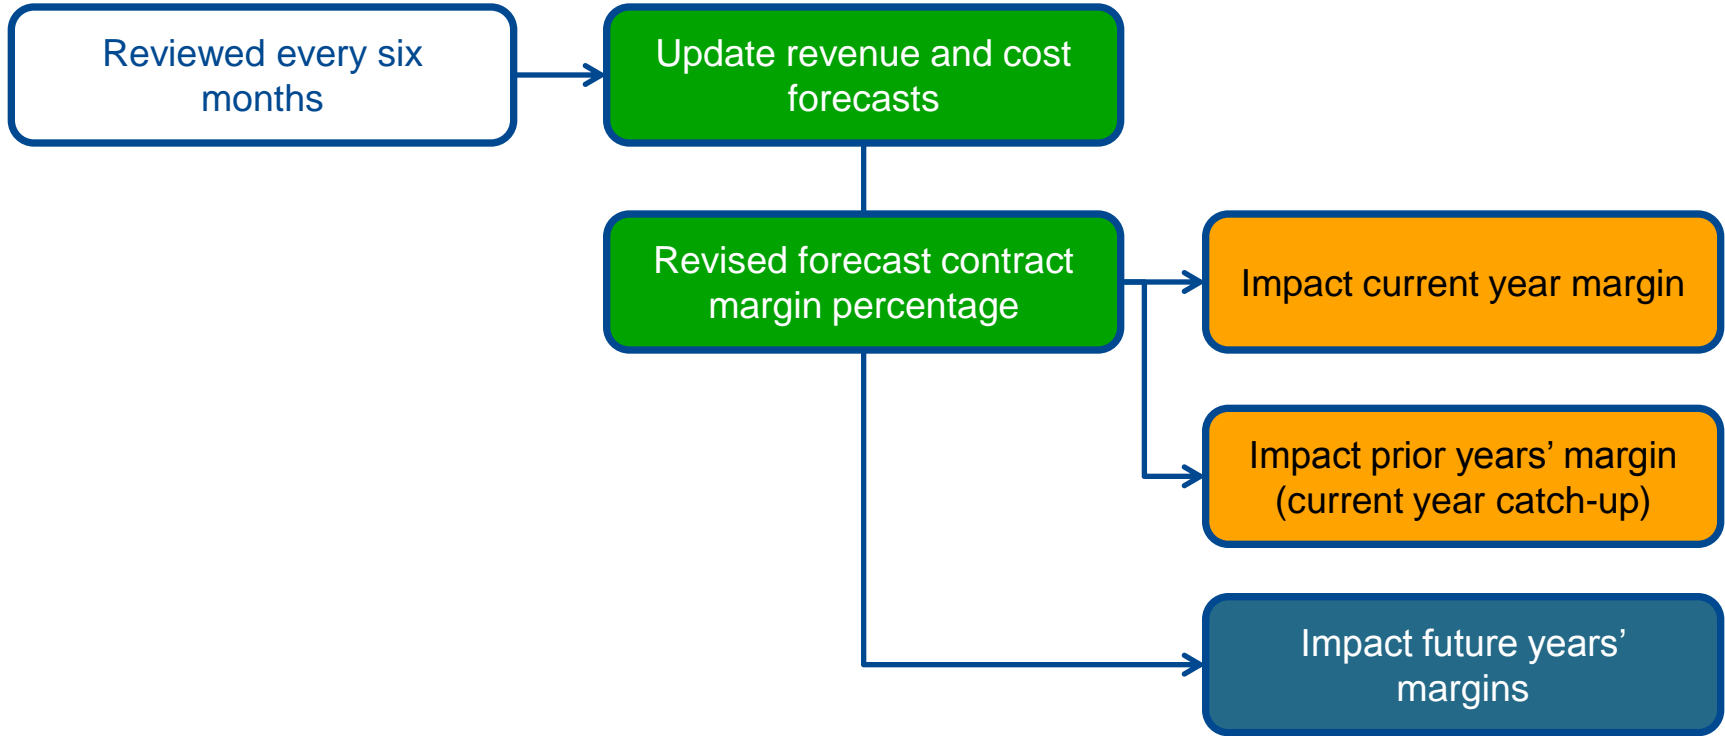 Reviewed every six
months
Update revenue and cost
forecasts
Revised forecast contract
margin percentage
Impact current year margin
Impact prior years’ margin
(current year catch-up)
Impact future years’
margins